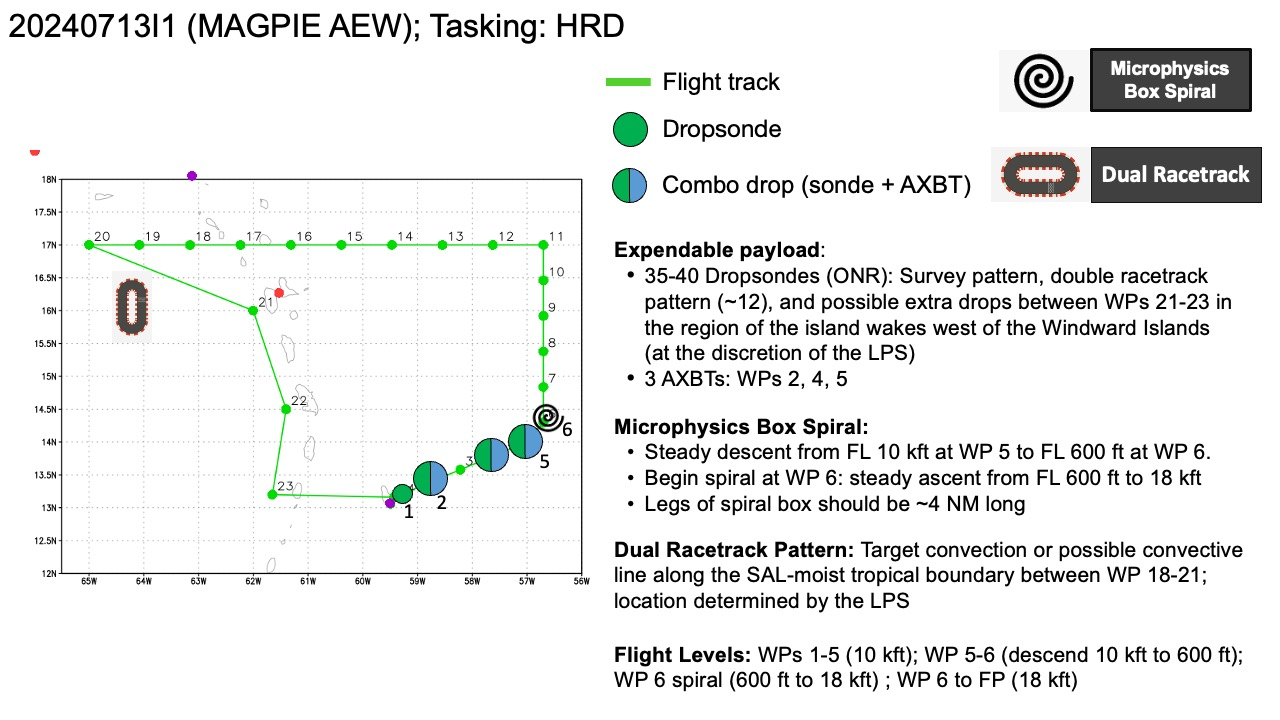 20240713I1 (MAGPIE AEW); Tasking: HRD
Flight track
Dropsonde
Combo drop (sonde + AXBT)
Microphysics
Box Spiral
Dual Racetrack
18N
17.5N
17N
16.5N
16N
15.5N
15N
14.5N
14N
13.5N
13N
12.5N
12N
65W 64W 63W 62W 61W 60W 59W 58W 57W 56W
20 19 18 17 16 15 14 13 12 11
10
9
8
7
21
22
23
3
6
5
2
1
Expendable payload:
• 35-40 Dropsondes (ONR): Survey pattern, double racetrack
pattern (~12), and possible extra drops between WPs 21-23 in
the region of the island wakes west of the Windward Islands
(at the discretion of the LPS)
• 3 AXBTs: WPs 2, 4, 5
Microphysics Box Spiral:
• Steady descent from FL 10 kft at WP 5 to FL 600 ft at WP 6.
• Begin spiral at WP 6: steady ascent from FL 600 ft to 18 kft
• Legs of spiral box should be ~4 NM long
Dual Racetrack Pattern: Target convection or possible convective
line along the SAL-moist tropical boundary between WP 18-21;
location determined by the LPS
Flight Levels: WPs 1-5 (10 kft); WP 5-6 (descend 10 kft to 600 ft);
WP 6 spiral (600 ft to 18 kft) ; WP 6 to FP (18 kft)